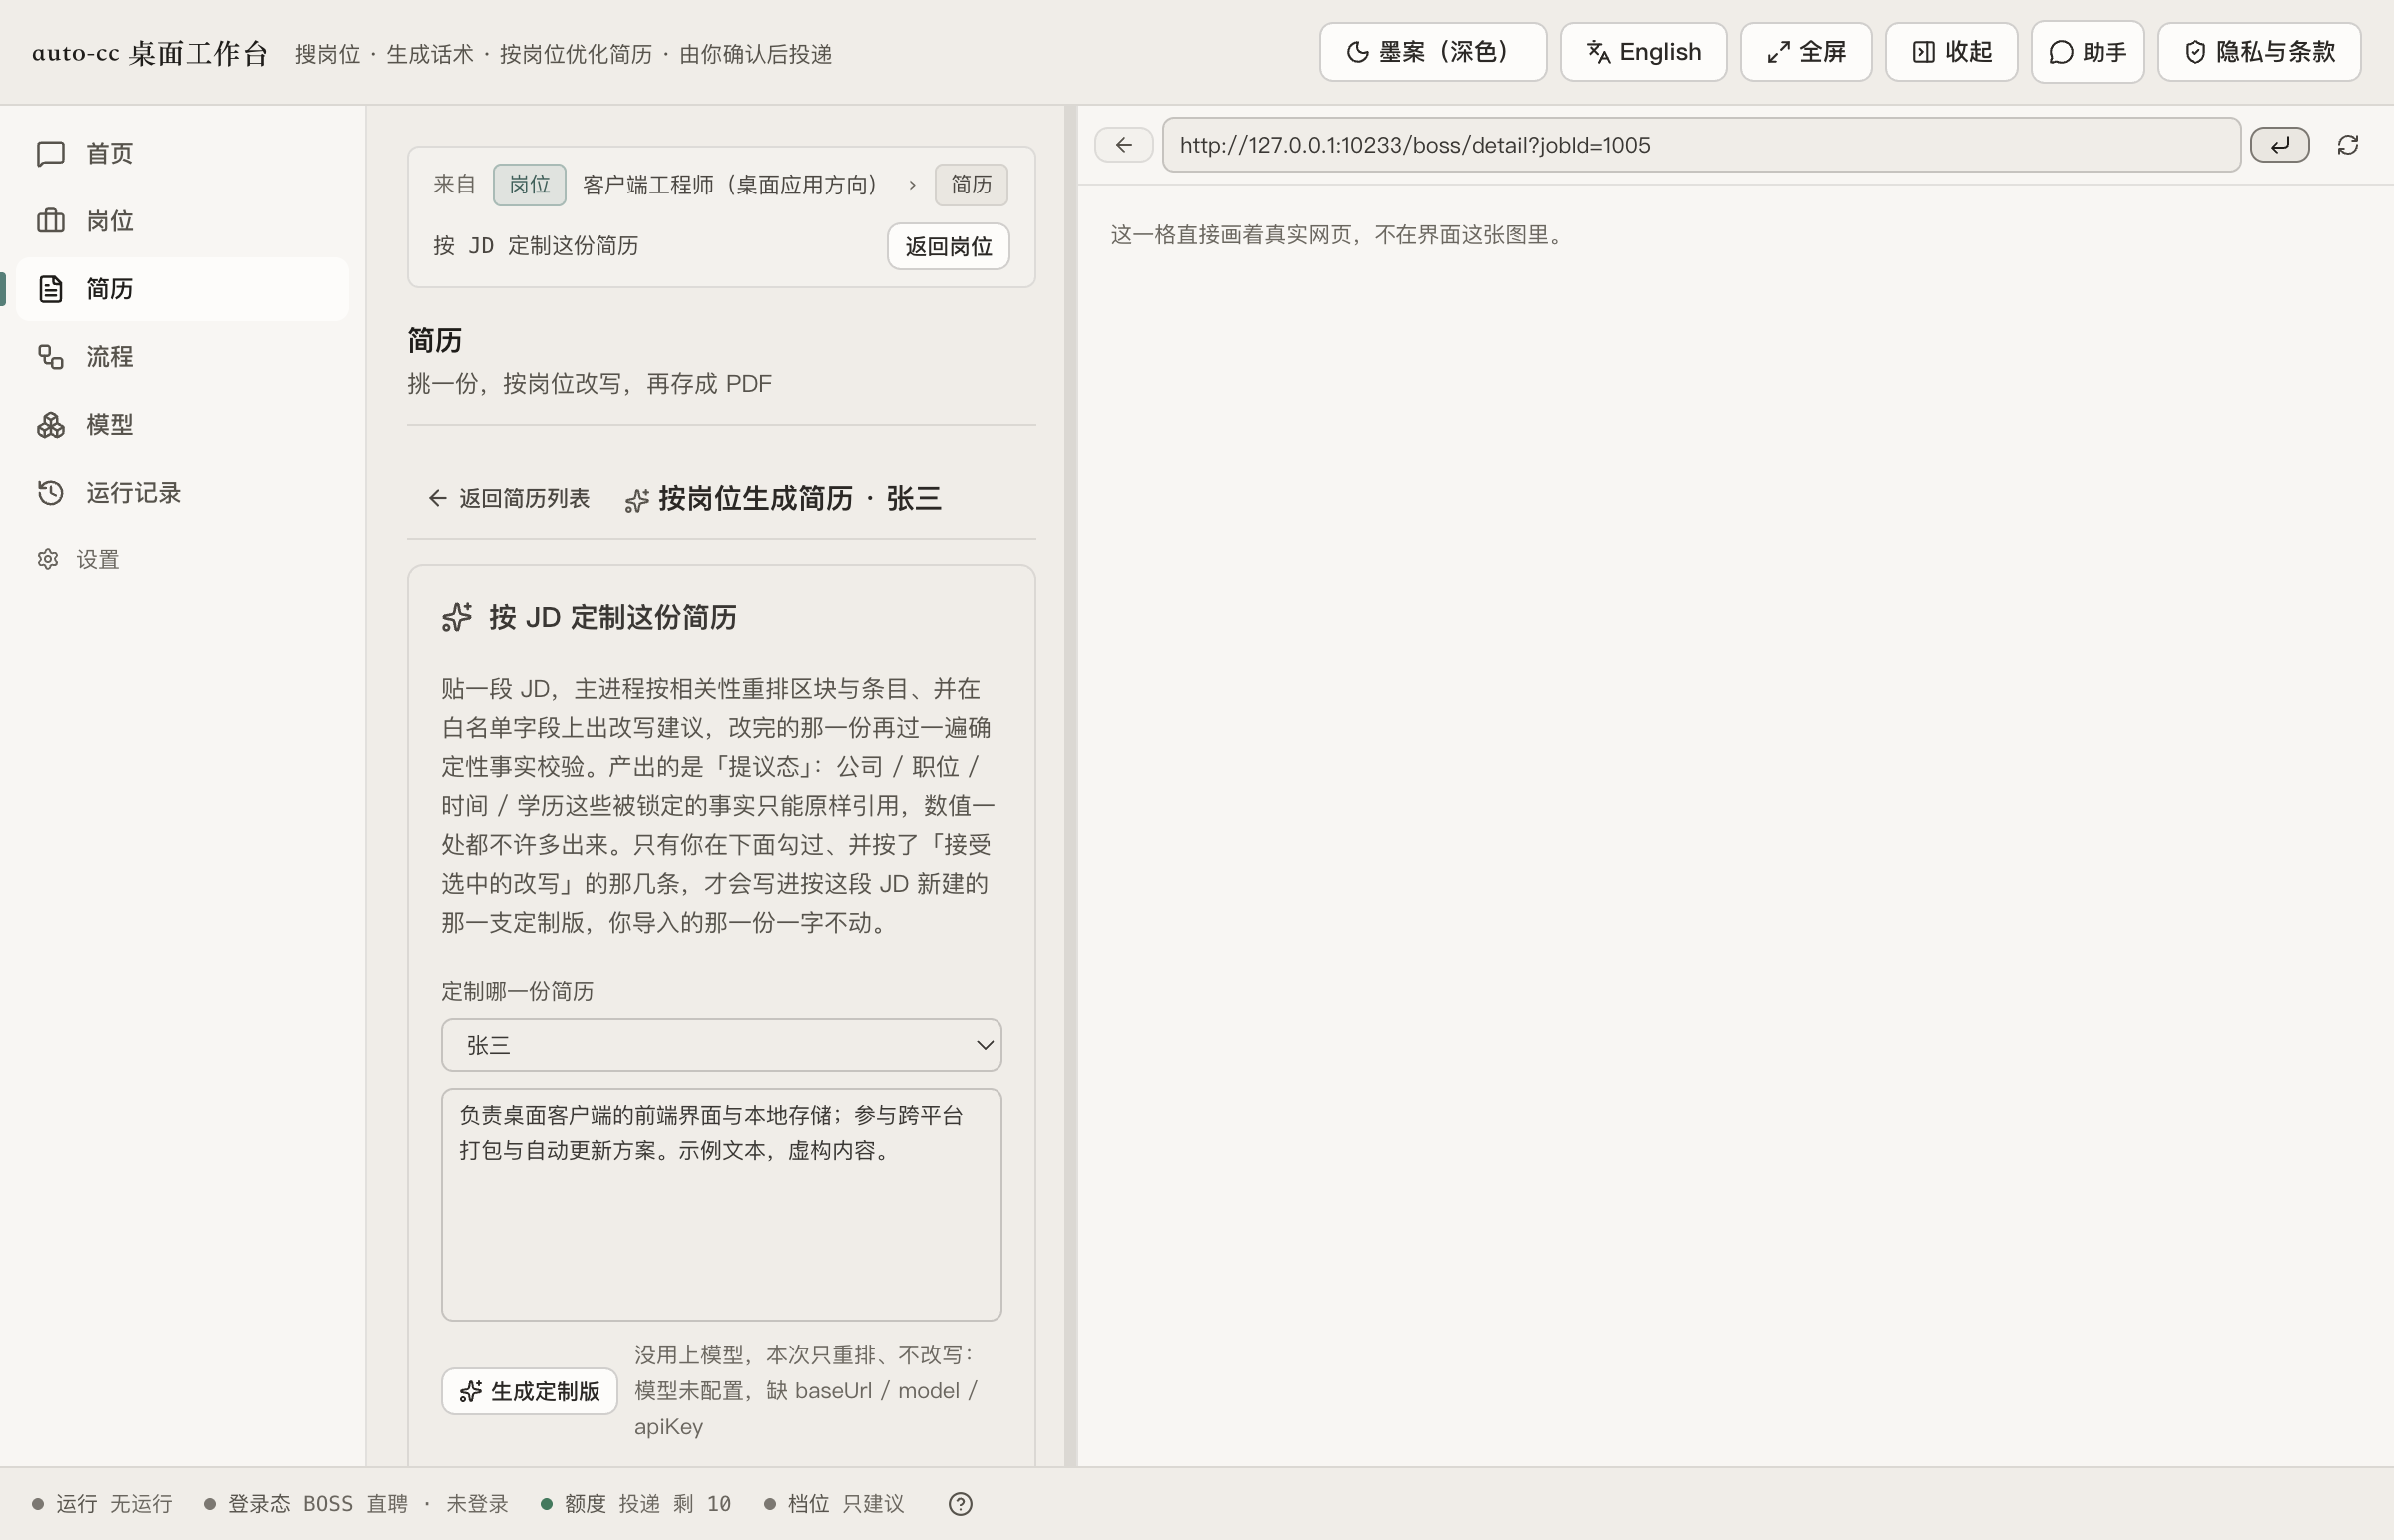 auto-cc 桌面工作台
搜岗位 · 生成话术 · 按岗位优化简历 · 由你确认后投递
墨案（深色）
English
全屏
收起
助手
隐私与条款
首页
岗位
简历
流程
模型
运行记录
设置
来自 岗位 客户端工程师（桌面应用方向） › 简历
按 JD 定制这份简历
返回岗位
简历
挑一份，按岗位改写，再存成 PDF
返回简历列表
按岗位生成简历 · 张三
按 JD 定制这份简历
贴一段 JD，主进程按相关性重排区块与条目、并在
白名单字段上出改写建议，改完的那一份再过一遍确
定性事实校验。产出的是「提议态」：公司 / 职位 /
时间 / 学历这些被锁定的事实只能原样引用，数值一
处都不许多出来。只有你在下面勾过、并按了「接受
选中的改写」的那几条，才会写进按这段 JD 新建的
那一支定制版，你导入的那一份一字不动。
定制哪一份简历
张三
负责桌面客户端的前端界面与本地存储；参与跨平台
打包与自动更新方案。示例文本，虚构内容。
生成定制版
没用上模型，本次只重排、不改写：
模型未配置，缺 baseUrl / model /
apiKey
http://127.0.0.1:10233/boss/detail?jobId=1005
这一格直接画着真实网页，不在界面这张图里。
运行 无运行
登录态 BOSS 直聘 · 未登录
额度 投递 剩 10
档位 只建议